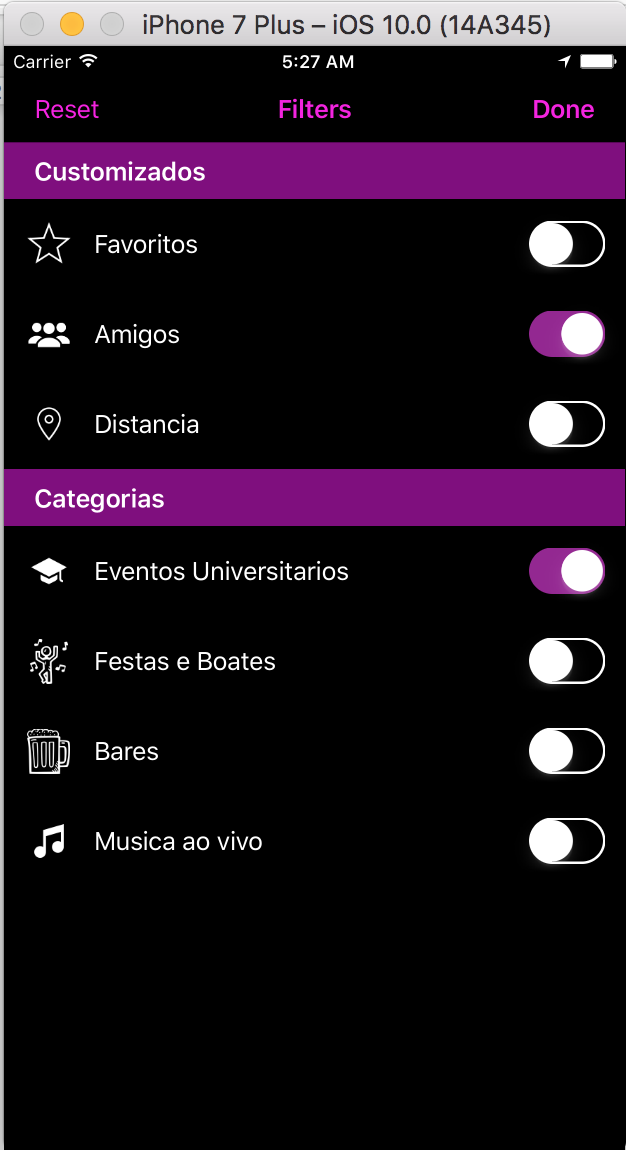 iPhone 7 Plus – iOS 10.0 (14A345)
Carrier 5:27 AM
Reset Filters Done
Customizados
Favoritos
Amigos
Distancia
Categorias
Eventos Universitarios
Festas e Boates
Bares
Musica ao vivo